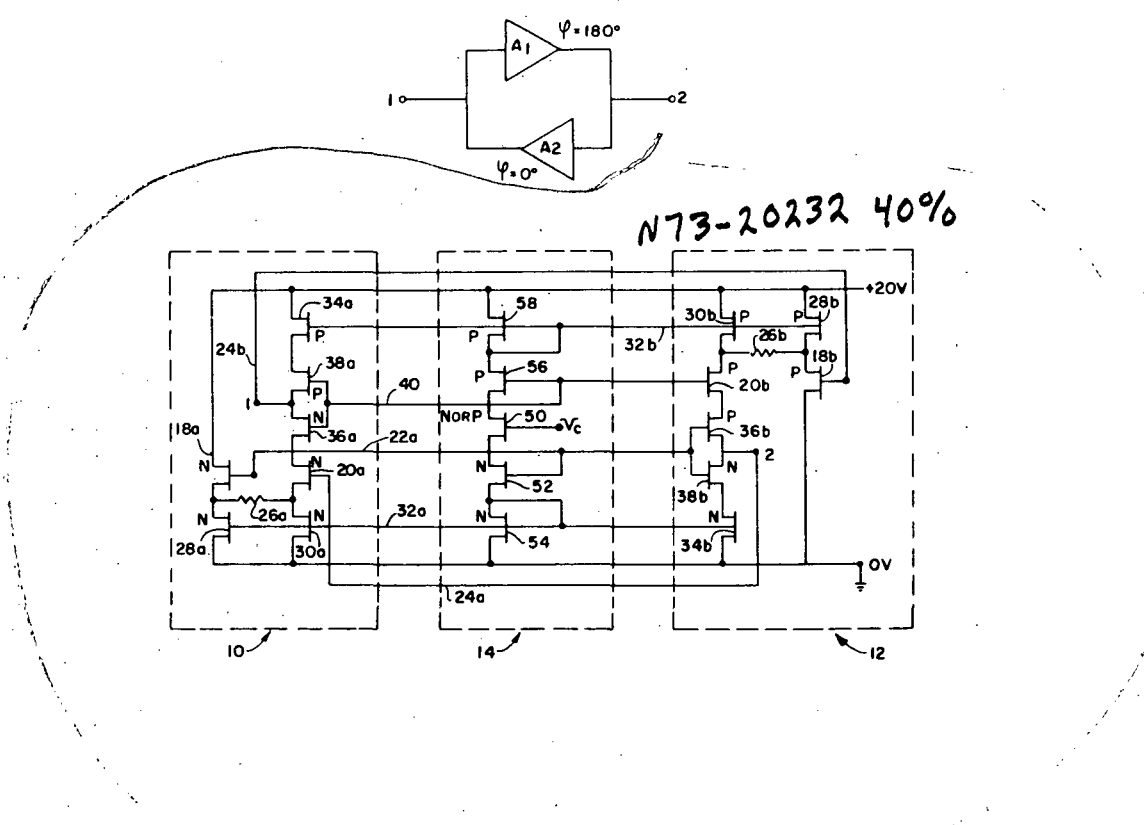 A1
φ=180°
1
2
A2
φ=0°
N73-20232 40%
+20V
34a
58
30b
P
28b
P
P
P
32b
26b
24b
38a
56
P
18b
P
P
P
20b
40
1
N
NORP
50
Vc
P
36b
18a
36a
22a
2
N
N
20a
N
52
N
38b
26a
32a
N
N
N
N
28a.
30a
54
34b
0V
24a
10
14
12